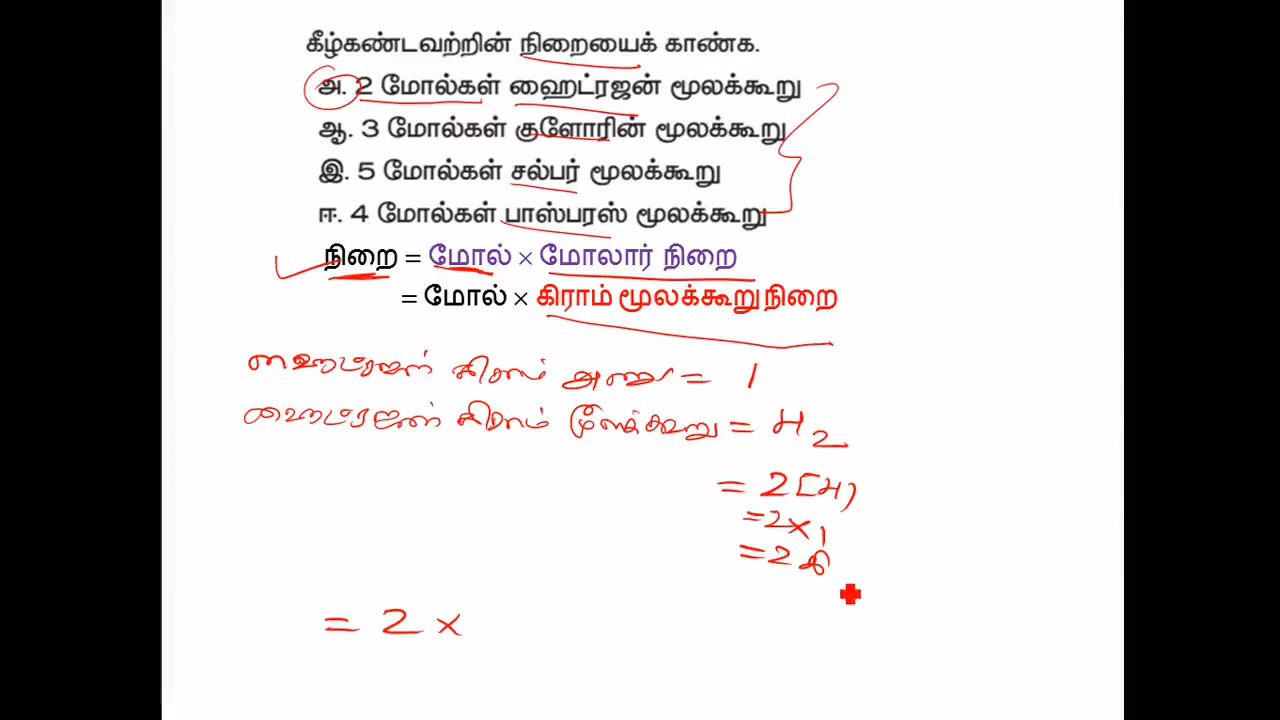 கீழ்கண்டவற்றின் நிறையைக் காண்க.
அ. 2 மோல்கள் ஹைட்ரஜன் மூலக்கூறு
ஆ. 3 மோல்கள் குளோரின் மூலக்கூறு
இ. 5 மோல்கள் சல்பர் மூலக்கூறு
ஈ. 4 மோல்கள் பாஸ்பரஸ் மூலக்கூறு
நிறை = மோல் × மோலார் நிறை
= மோல் × கிராம் மூலக்கூறு நிறை
ஹைட்ரஜன் கிராம் அணு = 1
ஹைட்ரஜன் கிராம் மூலக்கூறு = H₂
= 2(H)
= 2 × 1
= 2 கி
= 2 ×